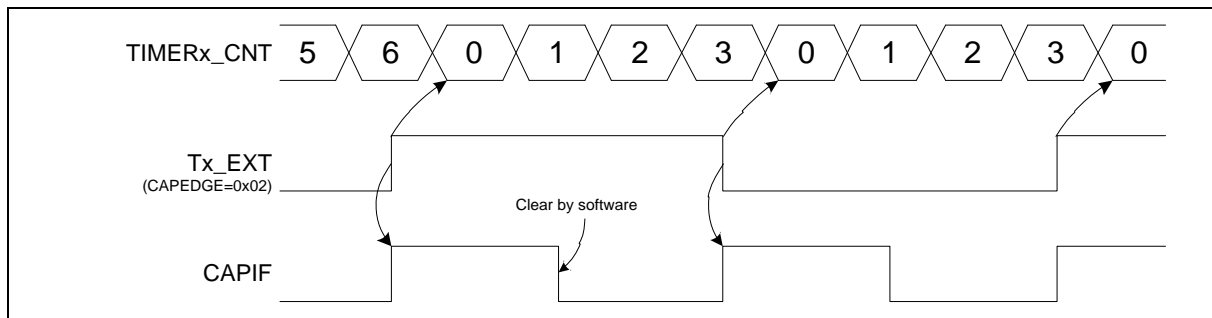 TIMERx_CNT 5 6 0 1 2 3 0 1 2 3 0
Tx_EXT
(CAPEDGE=0x02)
Clear by software
CAPIF